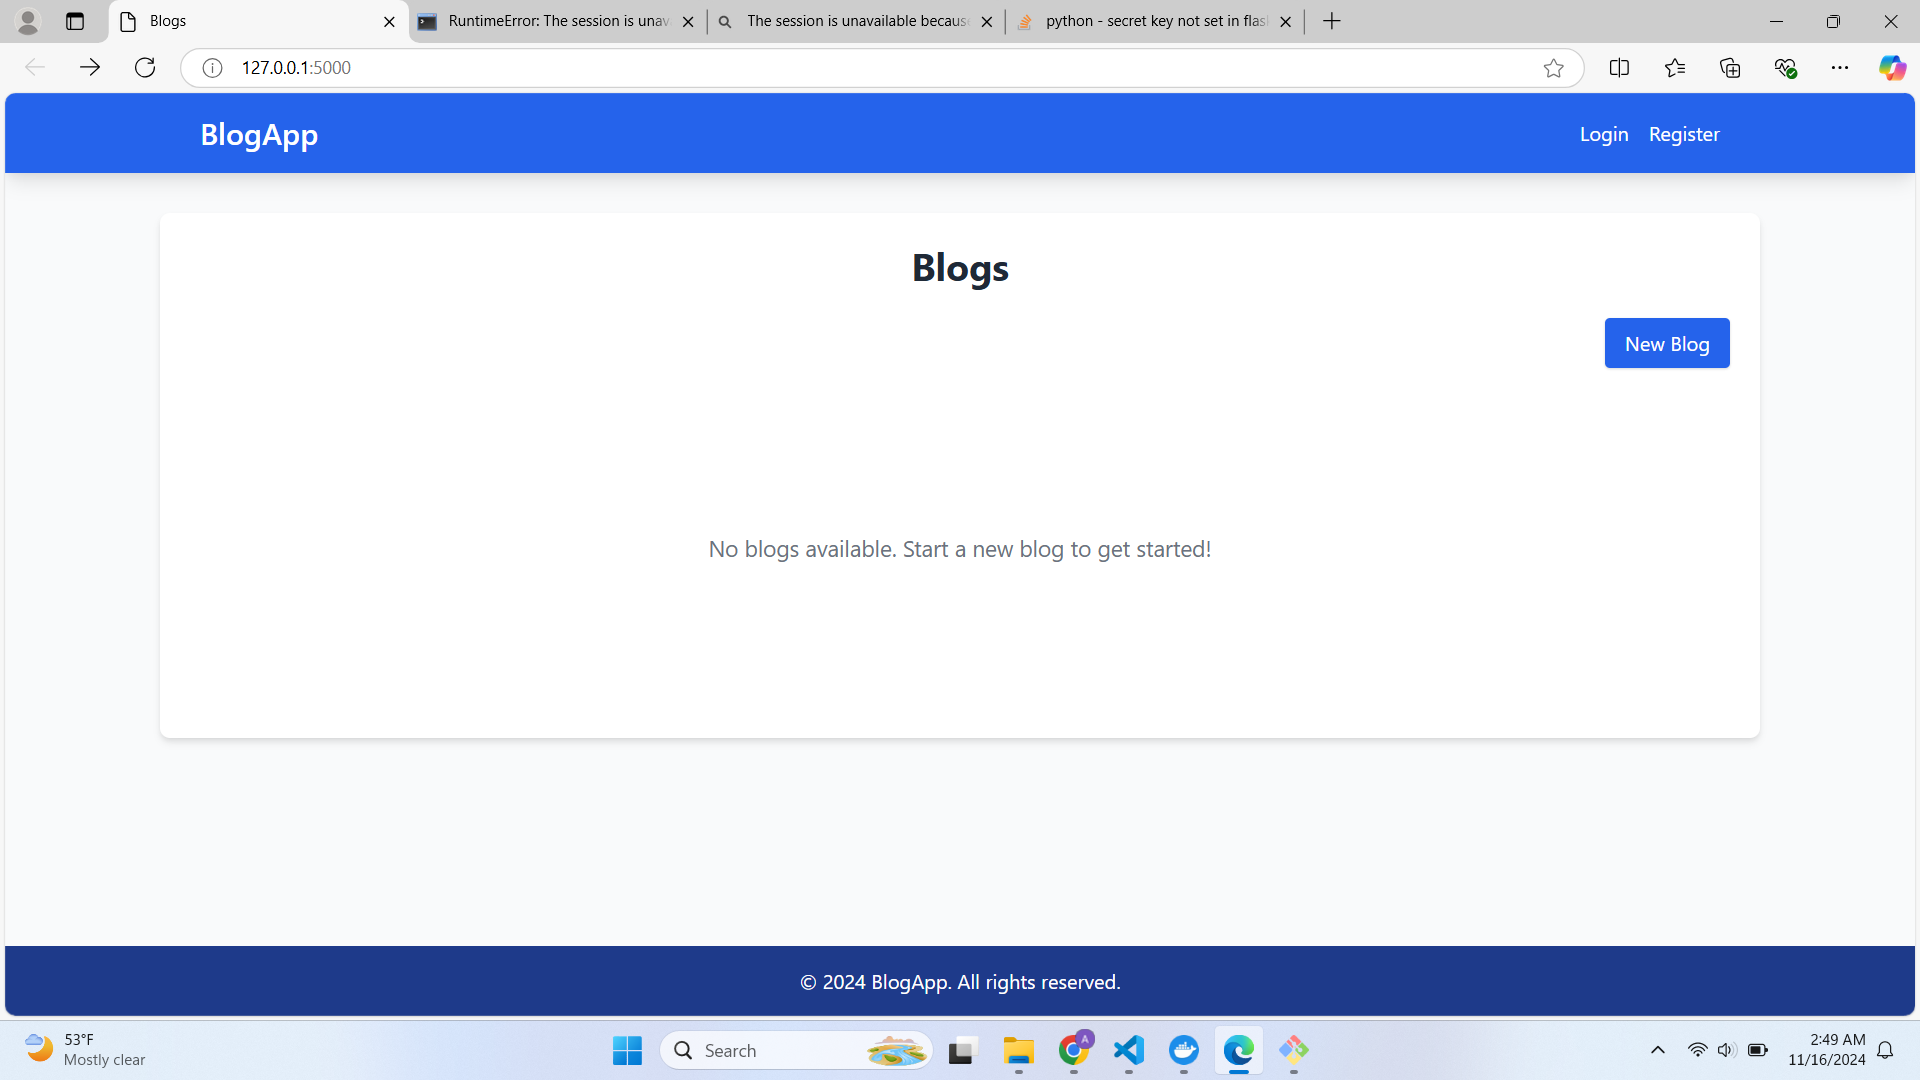 Blogs
RuntimeError: The session is unav
The session is unavailable becaus
python - secret key not set in flas
127.0.0.1:5000
BlogApp
Login
Register
Blogs
New Blog
No blogs available. Start a new blog to get started!
© 2024 BlogApp. All rights reserved.
53°F
Mostly clear
Search
A
2:49 AM
11/16/2024